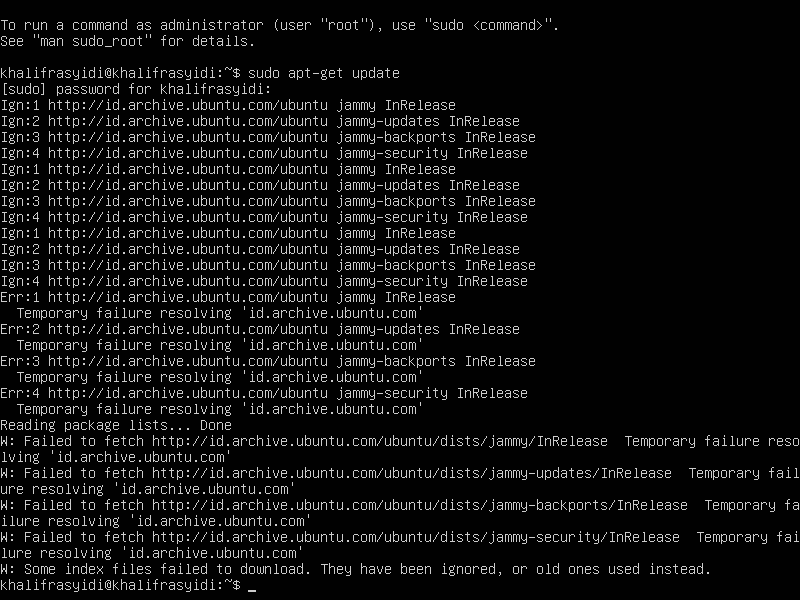 To run a command as administrator (user "root"), use "sudo <command>".
See "man sudo_root" for details.
khalifrasyidi@khalifrasyidi:~$ sudo apt-get update
[sudo] password for khalifrasyidi:
Ign:1 http://id.archive.ubuntu.com/ubuntu jammy InRelease
Ign:2 http://id.archive.ubuntu.com/ubuntu jammy-updates InRelease
Ign:3 http://id.archive.ubuntu.com/ubuntu jammy-backports InRelease
Ign:4 http://id.archive.ubuntu.com/ubuntu jammy-security InRelease
Ign:1 http://id.archive.ubuntu.com/ubuntu jammy InRelease
Ign:2 http://id.archive.ubuntu.com/ubuntu jammy-updates InRelease
Ign:3 http://id.archive.ubuntu.com/ubuntu jammy-backports InRelease
Ign:4 http://id.archive.ubuntu.com/ubuntu jammy-security InRelease
Ign:1 http://id.archive.ubuntu.com/ubuntu jammy InRelease
Ign:2 http://id.archive.ubuntu.com/ubuntu jammy-updates InRelease
Ign:3 http://id.archive.ubuntu.com/ubuntu jammy-backports InRelease
Ign:4 http://id.archive.ubuntu.com/ubuntu jammy-security InRelease
Err:1 http://id.archive.ubuntu.com/ubuntu jammy InRelease
  Temporary failure resolving 'id.archive.ubuntu.com'
Err:2 http://id.archive.ubuntu.com/ubuntu jammy-updates InRelease
  Temporary failure resolving 'id.archive.ubuntu.com'
Err:3 http://id.archive.ubuntu.com/ubuntu jammy-backports InRelease
  Temporary failure resolving 'id.archive.ubuntu.com'
Err:4 http://id.archive.ubuntu.com/ubuntu jammy-security InRelease
  Temporary failure resolving 'id.archive.ubuntu.com'
Reading package lists... Done
W: Failed to fetch http://id.archive.ubuntu.com/ubuntu/dists/jammy/InRelease  Temporary failure reso
lving 'id.archive.ubuntu.com'
W: Failed to fetch http://id.archive.ubuntu.com/ubuntu/dists/jammy-updates/InRelease  Temporary fail
ure resolving 'id.archive.ubuntu.com'
W: Failed to fetch http://id.archive.ubuntu.com/ubuntu/dists/jammy-backports/InRelease  Temporary fa
ilure resolving 'id.archive.ubuntu.com'
W: Failed to fetch http://id.archive.ubuntu.com/ubuntu/dists/jammy-security/InRelease  Temporary fai
lure resolving 'id.archive.ubuntu.com'
W: Some index files failed to download. They have been ignored, or old ones used instead.
khalifrasyidi@khalifrasyidi:~$ _